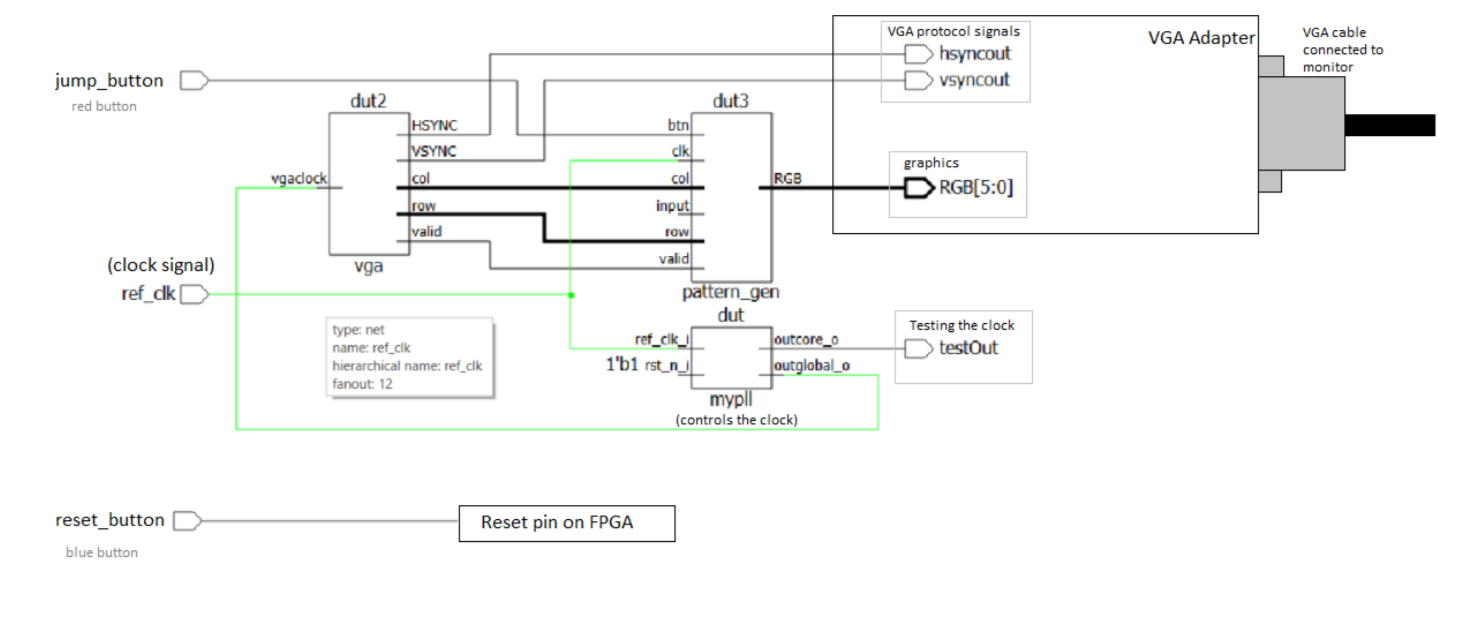 VGA protocol signals
hsyncout
vsyncout
VGA Adapter
VGA cable
connected to
monitor
jump_button
red button
dut2
HSYNC
VSYNC
vgaclock
col
row
valid
vga
dut3
btn
clk
col
input
row
valid
RGB
pattern_gen
graphics
RGB[5:0]
(clock signal)
ref_clk
type: net
name: ref_clk
hierarchical name: ref_clk
fanout: 12
dut
ref_clk_i
1'b1 rst_n_i
outcore_o
outglobal_o
mypll
(controls the clock)
Testing the clock
testOut
reset_button
blue button
Reset pin on FPGA